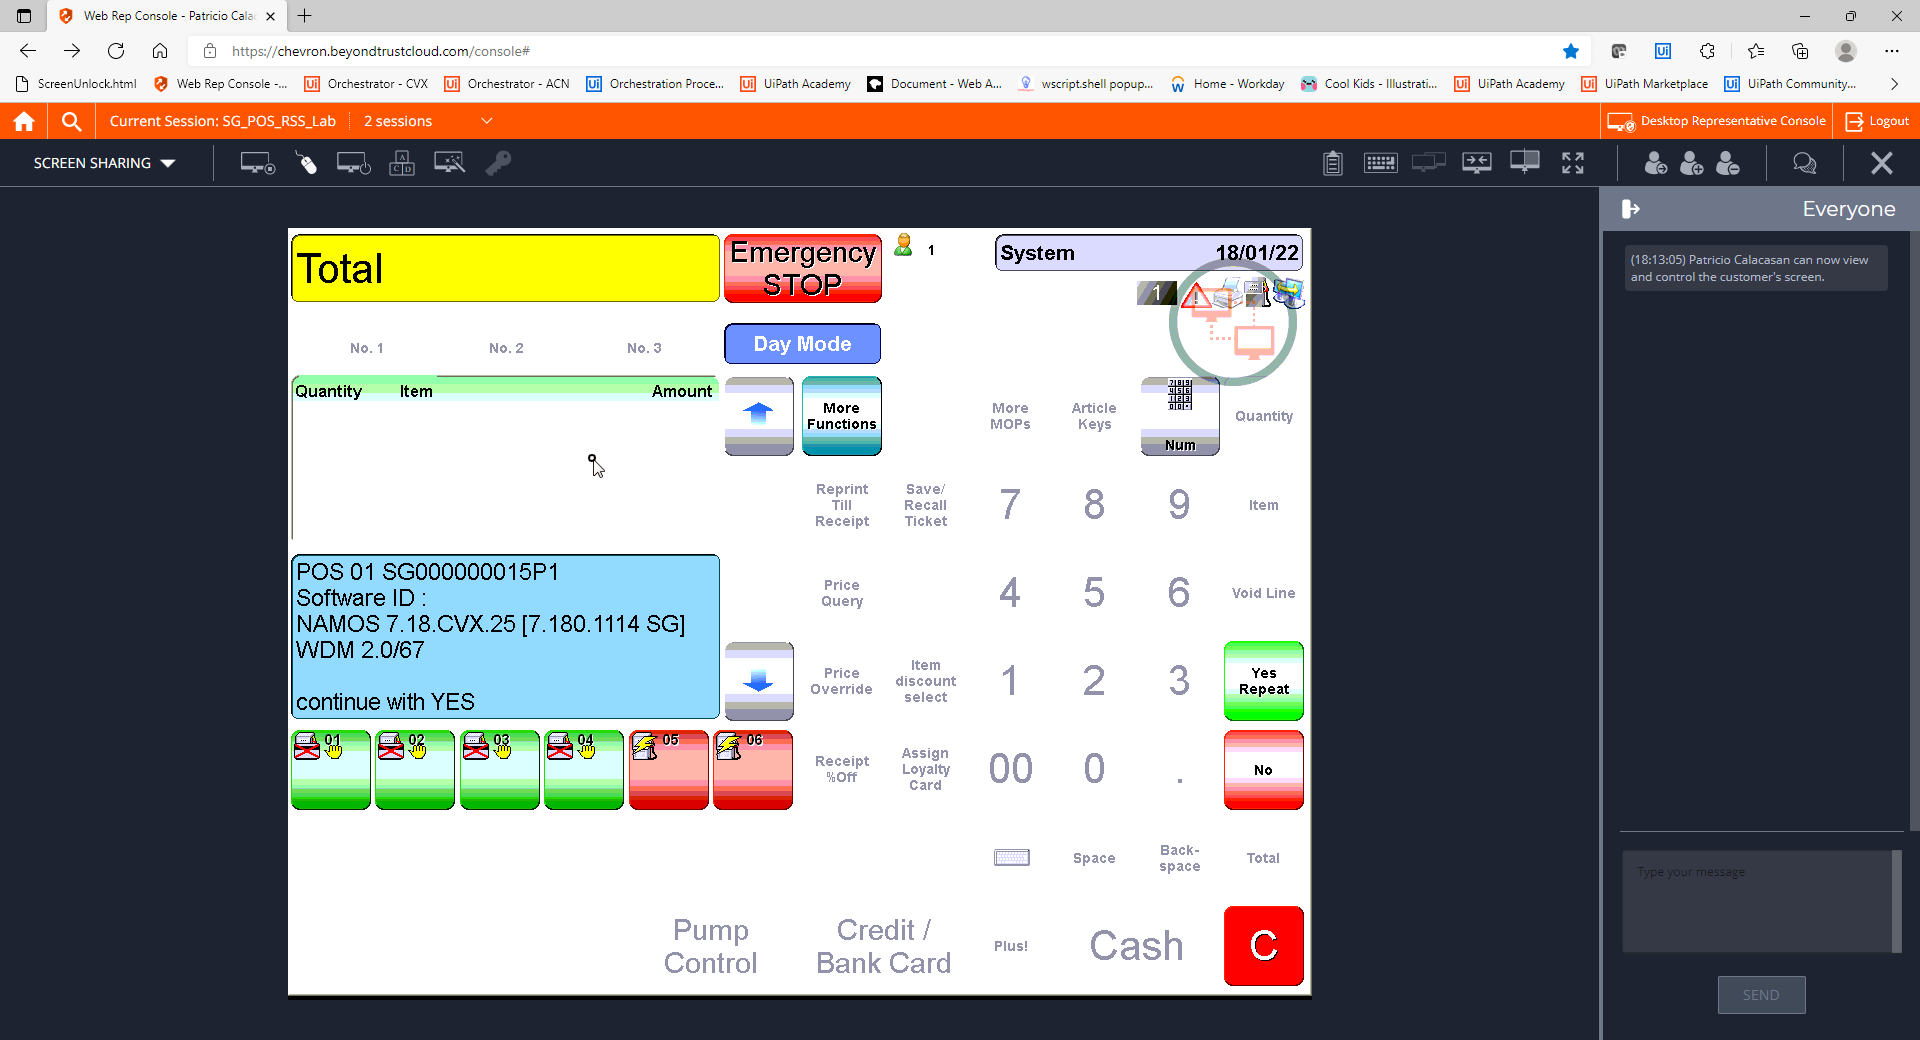 Web Rep Console - Patricio Cala
https://chevron.beyondtrustcloud.com/console#
ScreenUnlock.html
Web Rep Console -...
Orchestrator - CVX
Orchestrator - ACN
Orchestration Proce...
UiPath Academy
Document - Web A...
wscript.shell popup...
Home - Workday
Cool Kids - Illustrati...
UiPath Academy
UiPath Marketplace
UiPath Community...
Current Session: SG_POS_RSS_Lab
2 sessions
Desktop Representative Console
Logout
SCREEN SHARING
Everyone
(18:13:05) Patricio Calacasan can now view
and control the customer's screen.
Total
Emergency
STOP
1
System 18/01/22
1
No. 1
No. 2
No. 3
Day Mode
Quantity Item Amount
More
Functions
More
MOPs
Article
Keys
Num
Quantity
Reprint
Till
Receipt
Save/
Recall
Ticket
7
8
9
Item
POS 01 SG000000015P1
Software ID :
NAMOS 7.18.CVX.25 [7.180.1114 SG]
WDM 2.0/67
continue with YES
Price
Query
4
5
6
Void Line
Price
Override
Item
discount
select
1
2
3
Yes
Repeat
01
02
03
04
05
06
Receipt
%Off
Assign
Loyalty
Card
00
0
.
No
Space
Back-
space
Total
Pump
Control
Credit /
Bank Card
Plus!
Cash
C
Type your message
SEND